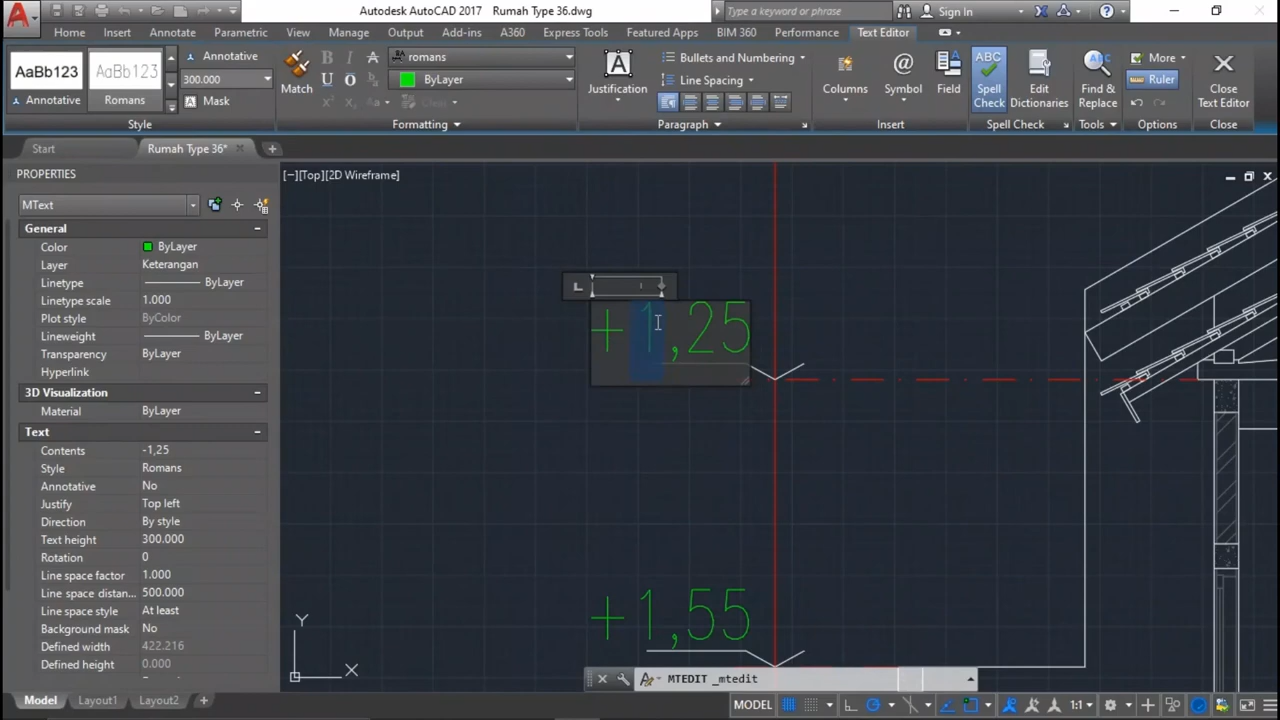 Autodesk AutoCAD 2017 Rumah Type 36.dwg
Type a keyword or phrase
Sign In
Home Insert Annotate Parametric View Manage Output Add-ins A360 Express Tools Featured Apps BIM 360 Performance Text Editor
AaBb123
Annotative
AaBb123
Romans
Annotative
300.000
Mask
Style
Match
romans
ByLayer
Class
Formatting
Justification
Bullets and Numbering
Line Spacing
Paragraph
Columns
Symbol
Field
Insert
Spell
Check
Edit
Dictionaries
Spell Check
Find &
Replace
Tools
More
Ruler
Options
Close
Text Editor
Close
Start
Rumah Type 36*
PROPERTIES
MText
General
Color ByLayer
Layer Keterangan
Linetype ByLayer
Linetype scale 1.000
Plot style ByColor
Lineweight ByLayer
Transparency ByLayer
Hyperlink
3D Visualization
Material ByLayer
Text
Contents -1,25
Style Romans
Annotative No
Justify Top left
Direction By style
Text height 300.000
Rotation 0
Line space factor 1.000
Line space distan... 500.000
Line space style At least
Background mask No
Defined width 422.216
Defined height 0.000
[−][Top][2D Wireframe]
+1,25
+1,55
Y
X
MTEDIT _mtedit
Model Layout1 Layout2
MODEL
1:1